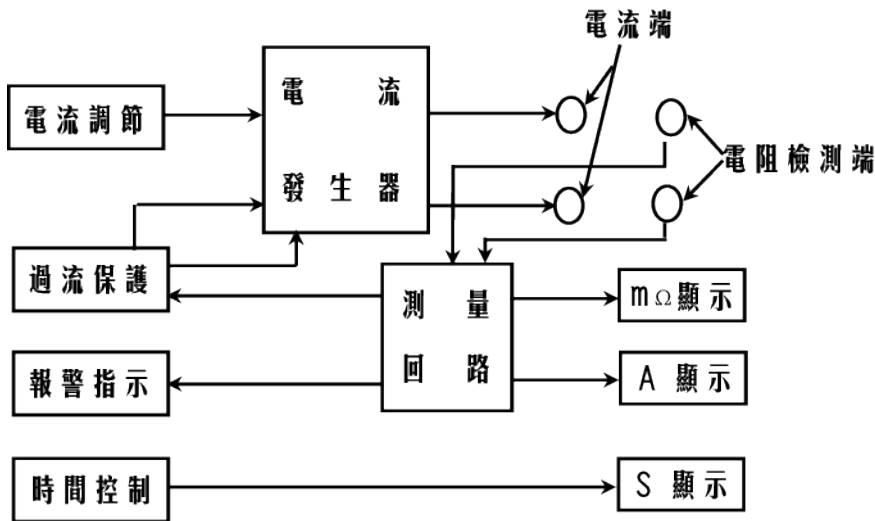 電流端
電流調節
電流
發生器
電阻檢測端
過流保護
測量
回路
mΩ顯示
報警指示
A 顯示
時間控制
S 顯示